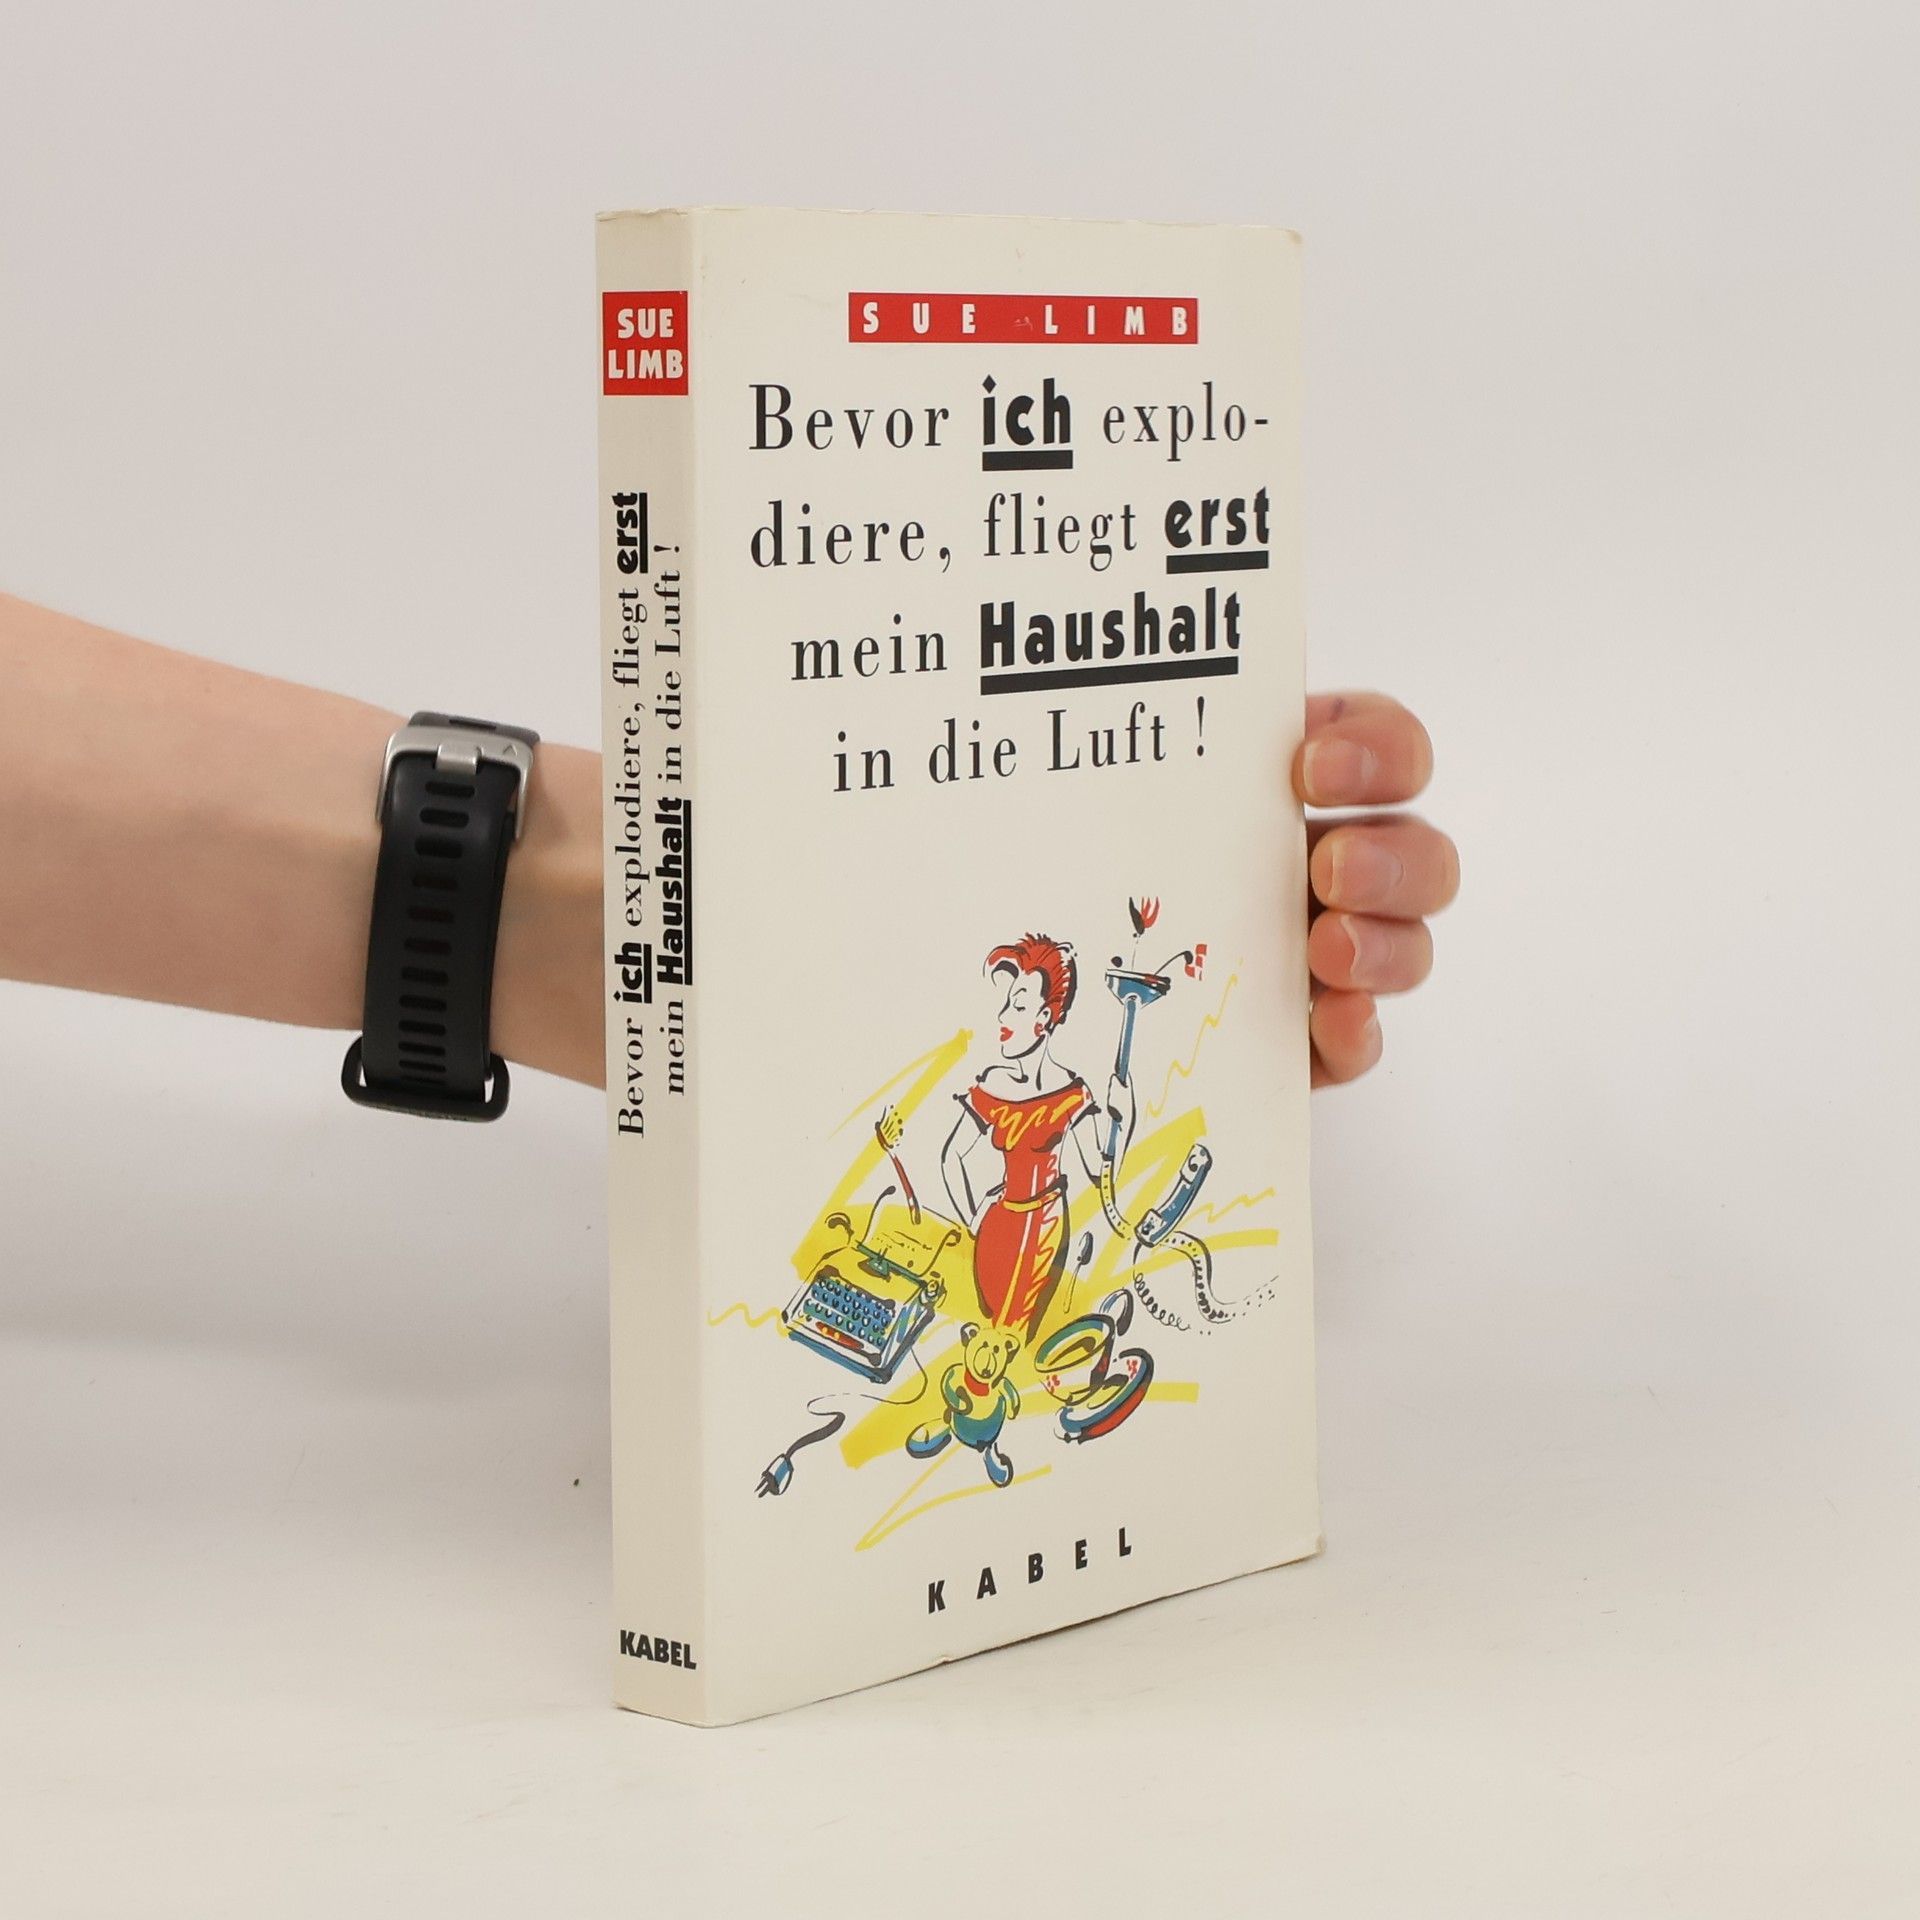 SUE LIMB
Bevor ich explo-
diere, fliegt erst
mein Haushalt
in die Luft !
KABEL
SUE
LIMB
Bevor ich explodiere, fliegt erst
mein Haushalt in die Luft !
KABEL